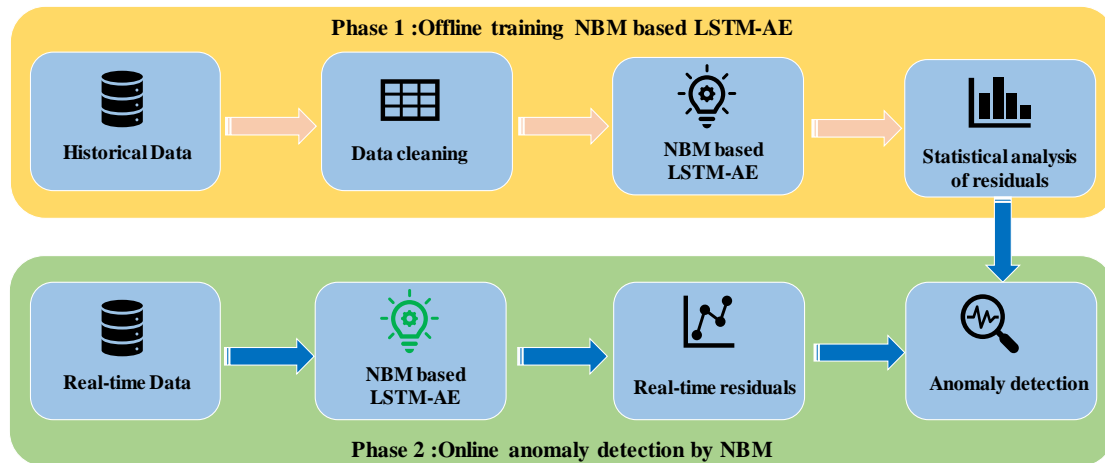 Phase 1 :Offline training NBM based LSTM-AE
Historical Data
Data cleaning
NBM based
LSTM-AE
Statistical analysis
of residuals
Real-time Data
NBM based
LSTM-AE
Real-time residuals
Anomaly detection
Phase 2 :Online anomaly detection by NBM